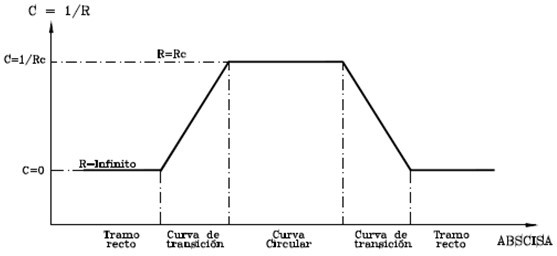 C = 1/R
C=1/Rc
R=Rc
C=0
R-Infinito
Tramo
recto
Curva de
transición
Curva
Circular
Curva de
transición
Tramo
recto
ABSCISA